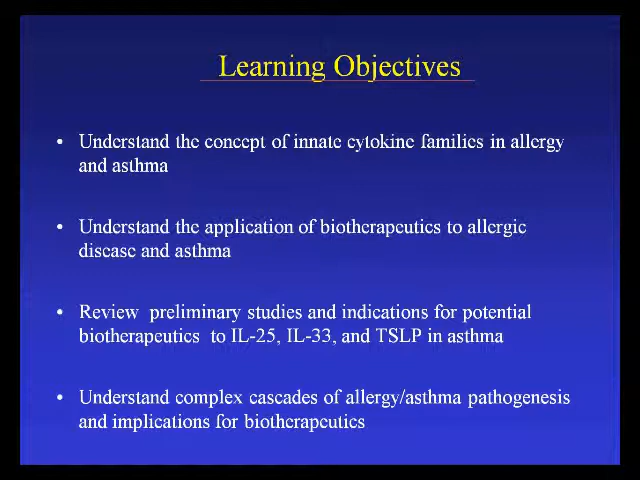 Learning Objectives
• Understand the concept of innate cytokine families in allergy
and asthma
• Understand the application of biotherapeutics to allergic
disease and asthma
• Review preliminary studies and indications for potential
biotherapeutics to IL-25, IL-33, and TSLP in asthma
• Understand complex cascades of allergy/asthma pathogenesis
and implications for biotherapeutics